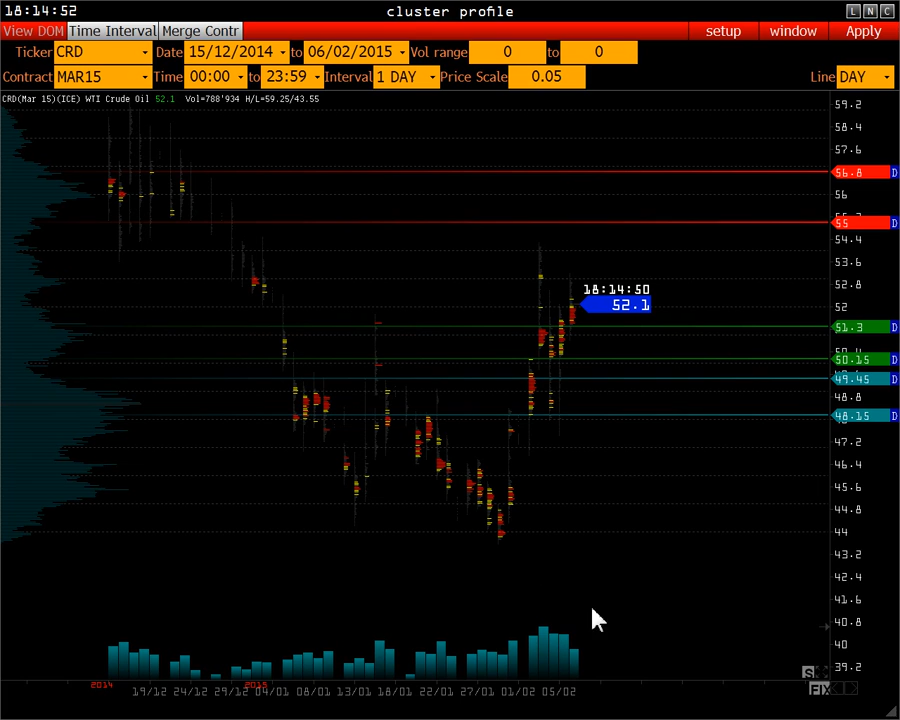 18:14:52 cluster profile L N C
View DOM Time Interval Merge Contr setup window Apply
Ticker CRD Date 15/12/2014 to 06/02/2015 Vol range 0 to 0
Contract MAR15 Time 00:00 to 23:59 Interval 1 DAY Price Scale 0.05 Line DAY
CRD(Mar 15)(ICE) WTI Crude Oil 52.1 Vol=788'934 H/L=59.25/43.55
59.2
58.4
57.6
56.8 D
56
55 D
54.4
53.6
52.8
18:14:50
52.1
52
51.3 D
50.15 D
49.45 D
48.8
48.15 D
47.2
46.4
45.6
44.8
44
43.2
42.4
41.6
40.8
40
39.2
S
FIX
2014 2015
19/12 24/12 29/12 04/01 08/01 13/01 18/01 22/01 27/01 01/02 05/02